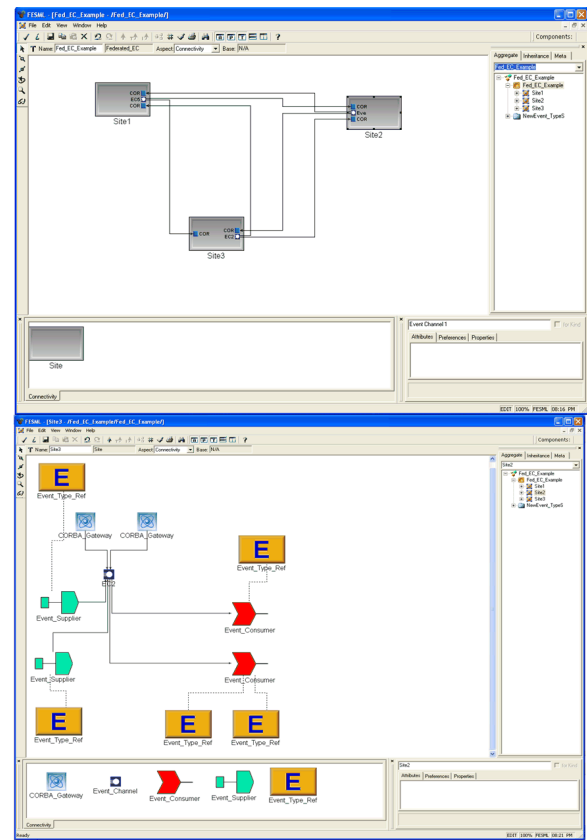 FESML - [Fed_EC_Example - /Fed_EC_Example/]
File Edit View Window Help
Components:
Name: Fed_EC_Example Federated_EC Aspect: Connectivity Base: N/A
Aggregate Inheritance Meta
Fed_EC_Example
Fed_EC_Example
Fed_EC_Example
Site1
Site2
Site3
NewEvent_TypeS
COR
COR
COR
Eve
COR
Site1
Site2
COR
COR
EC2
Site3
Site
Connectivity
Event Channel 1
Attributes Preferences Properties
EDIT 100% FESML 08:16 PM
FESML - [Site3 - /Fed_EC_Example/Fed_EC_Example/]
File Edit View Window Help
Components:
Name: Site3 Site Aspect: Connectivity Base: N/A
Aggregate Inheritance Meta
Site2
Fed_EC_Example
Fed_EC_Example
Site1
Site2
Site3
NewEvent_TypeS
E
Event_Type_Ref
CORBA_Gateway CORBA_Gateway
E
Event_Type_Ref
EC2
Event_Supplier
Event_Consumer
Event_Supplier
Event_Consumer
E E E
Event_Type_Ref Event_Type_Ref Event_Type_Ref
E
CORBA_Gateway Event_Channel Event_Consumer Event_Supplier Event_Type_Ref
Connectivity
Site2
Attributes Preferences Properties
Ready
EDIT 100% FESML 08:21 PM